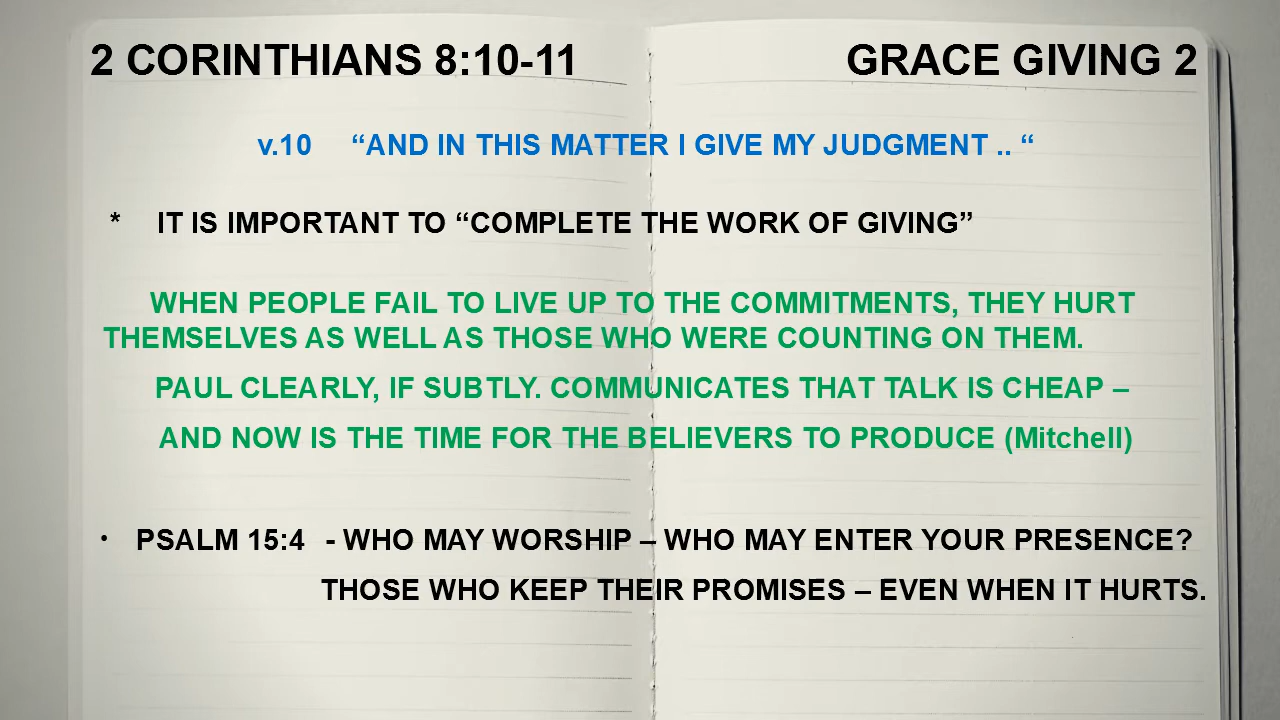 2 CORINTHIANS 8:10-11 GRACE GIVING 2
v.10 “AND IN THIS MATTER I GIVE MY JUDGMENT .. “
* IT IS IMPORTANT TO “COMPLETE THE WORK OF GIVING”
WHEN PEOPLE FAIL TO LIVE UP TO THE COMMITMENTS, THEY HURT
THEMSELVES AS WELL AS THOSE WHO WERE COUNTING ON THEM.
PAUL CLEARLY, IF SUBTLY. COMMUNICATES THAT TALK IS CHEAP –
AND NOW IS THE TIME FOR THE BELIEVERS TO PRODUCE (Mitchell)
• PSALM 15:4 - WHO MAY WORSHIP – WHO MAY ENTER YOUR PRESENCE?
THOSE WHO KEEP THEIR PROMISES – EVEN WHEN IT HURTS.